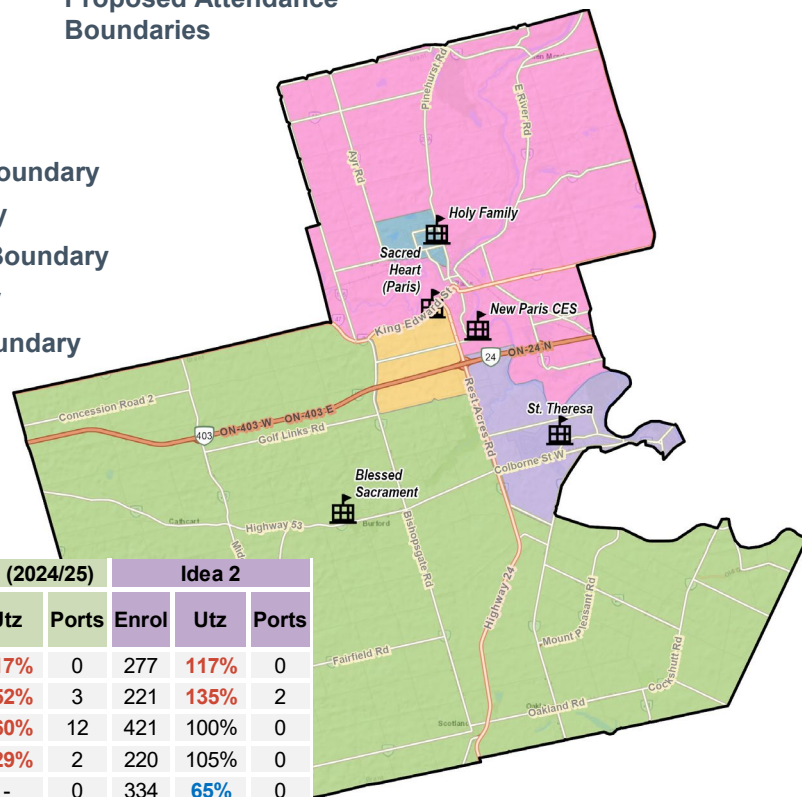 Proposed Attendance
Boundaries
oundary
y
Boundary
undary
Pinehurst Rd
E River Rd
Ayr Rd
Holy Family
Sacred
Heart
(Paris)
King Edward St
New Paris CES
24
ON-24 N
Concession Road 2
403
ON-403 W
ON-403 E
Golf Links Rd
Rest Acres Rd
St. Theresa
Colborne St W
Blessed
Sacrament
Cathcart
Highway 53
Burford
Bishopsgate Rd
Highway 24
Mount Pleasant Rd
Fairfield Rd
Cockshutt Rd
Oakland Rd
Scotland
(2024/25) Idea 2
Utz Ports Enrol Utz Ports
17% 0 277 117% 0
52% 3 221 135% 2
60% 12 421 100% 0
29% 2 220 105% 0
- 0 334 65% 0